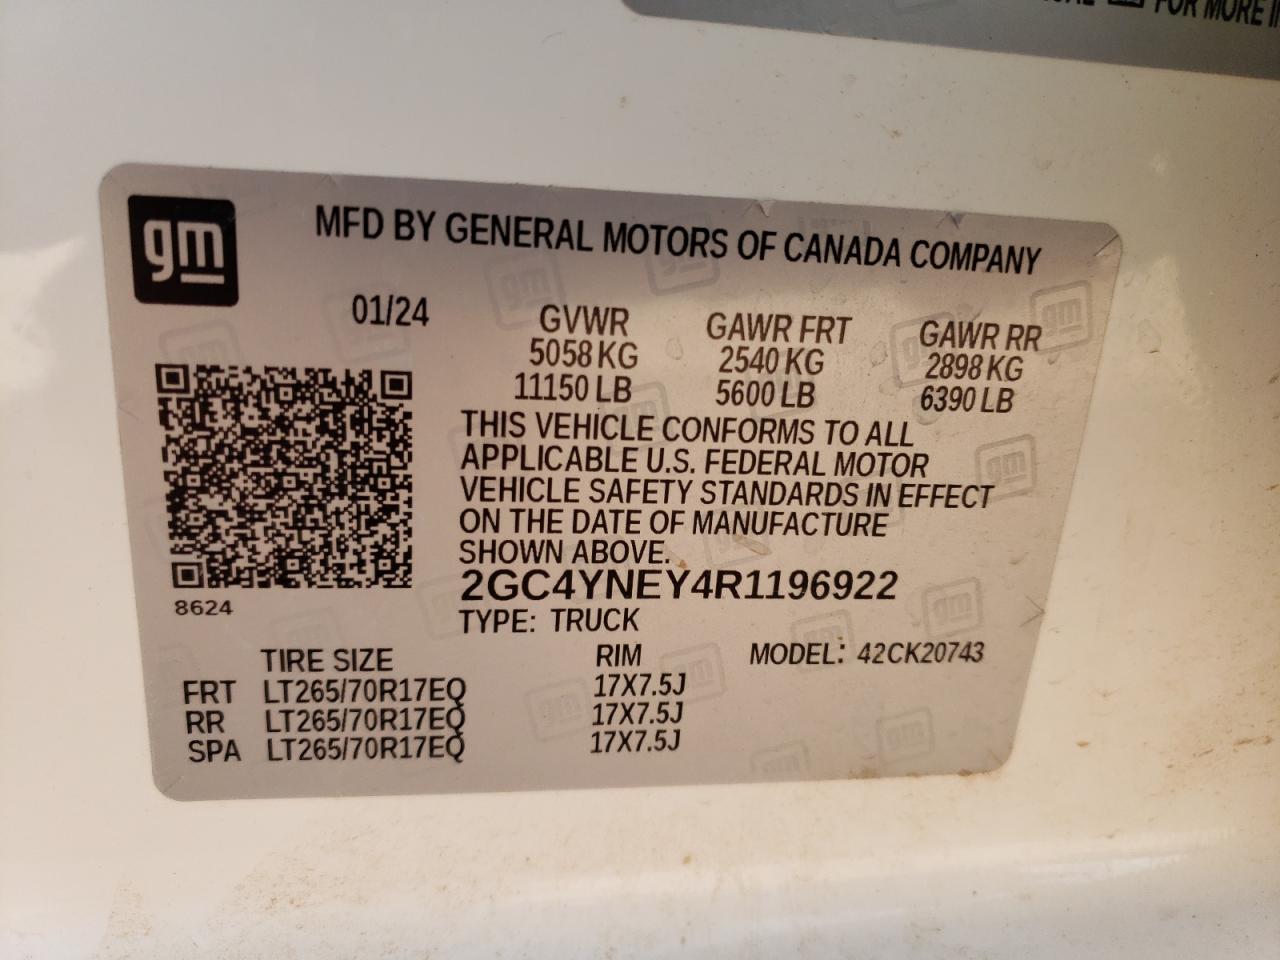 FOR MORE
gm
MFD BY GENERAL MOTORS OF CANADA COMPANY
01/24
GVWR GAWR FRT GAWR RR
5058 KG 2540 KG 2898 KG
11150 LB 5600 LB 6390 LB
THIS VEHICLE CONFORMS TO ALL
APPLICABLE U.S. FEDERAL MOTOR
VEHICLE SAFETY STANDARDS IN EFFECT
ON THE DATE OF MANUFACTURE
SHOWN ABOVE.
8624
2GC4YNEY4R1196922
TYPE: TRUCK
TIRE SIZE RIM MODEL: 42CK20743
FRT LT265/70R17EQ 17X7.5J
RR LT265/70R17EQ 17X7.5J
SPA LT265/70R17EQ 17X7.5J